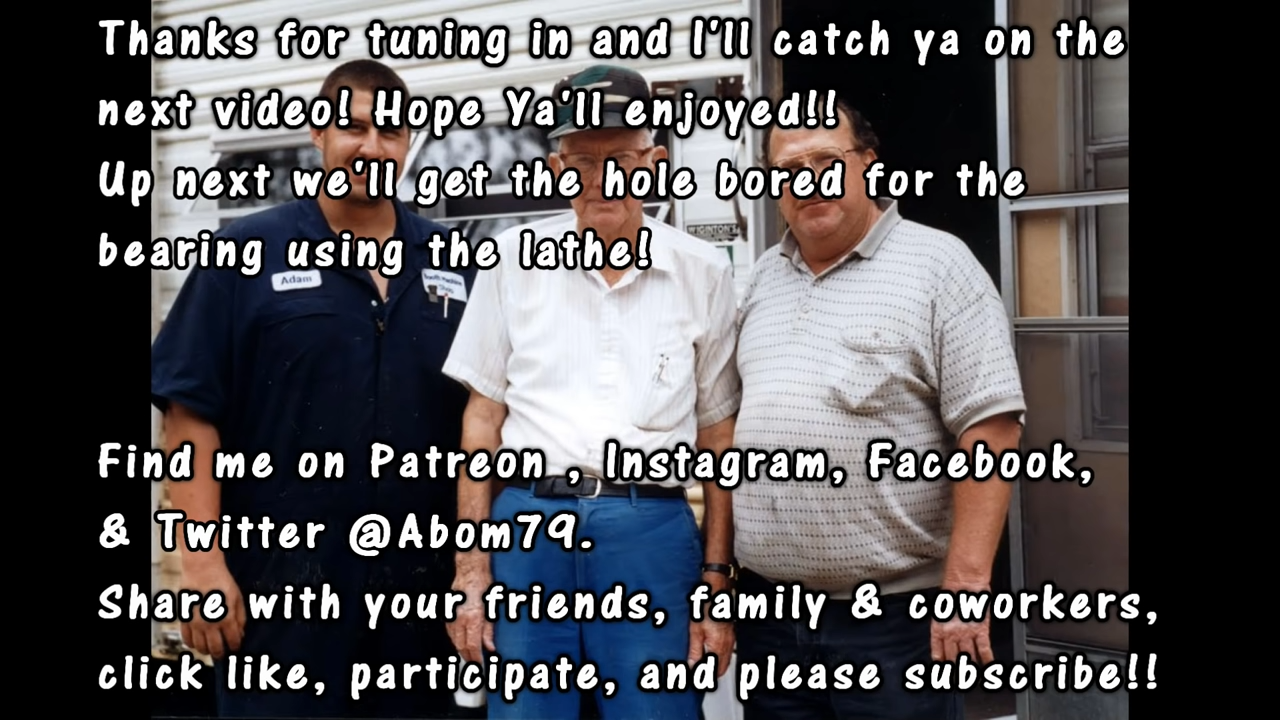 Thanks for tuning in and I'll catch ya on the
next video! Hope Ya'll enjoyed!!
Up next we'll get the hole bored for the
bearing using the lathe!
WIGINTON'S
Adam
Find me on Patreon , Instagram, Facebook,
& Twitter @Abom79.
Share with your friends, family & coworkers,
click like, participate, and please subscribe!!